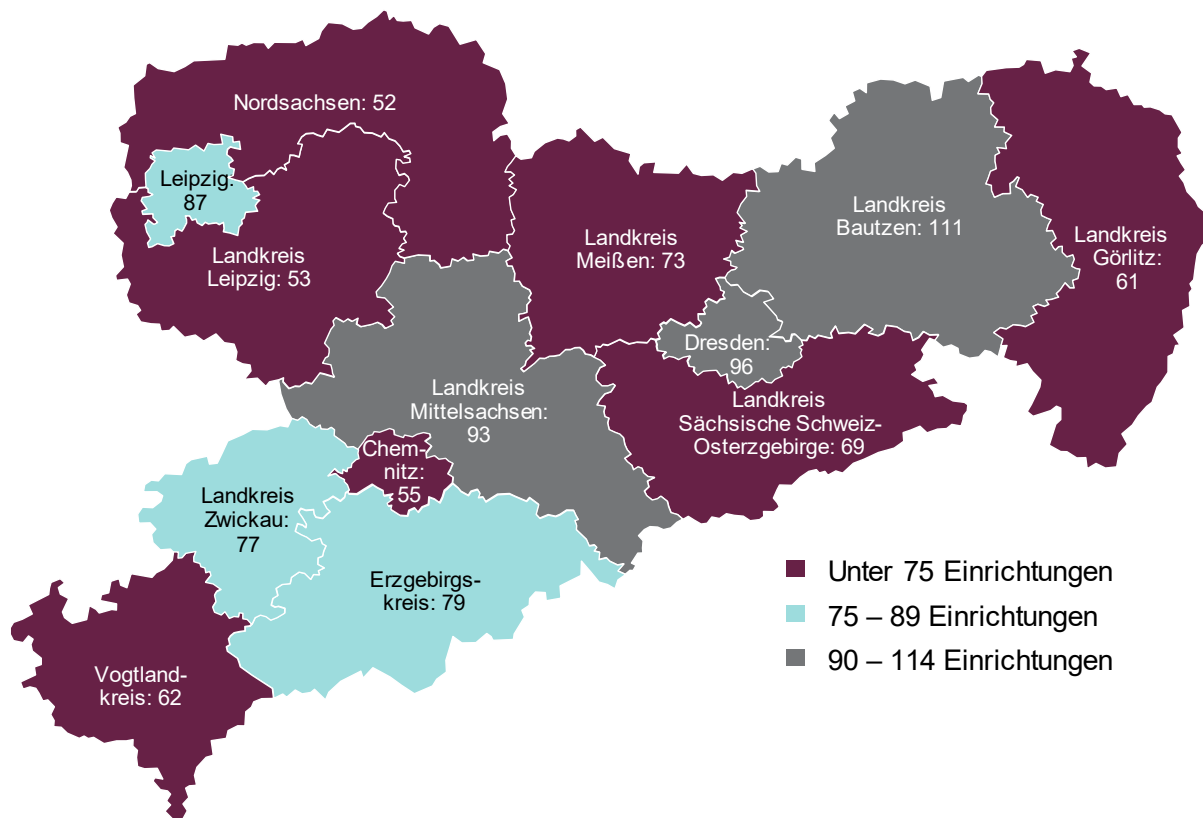 Nordsachsen: 52
Leipzig:
87
Landkreis
Leipzig: 53
Landkreis
Meißen: 73
Landkreis
Bautzen: 111
Landkreis
Görlitz:
61
Dresden:
96
Landkreis
Mittelsachsen:
93
Landkreis
Sächsische Schweiz-
Osterzgebirge: 69
Chem-
nitz:
55
Landkreis
Zwickau:
77
Erzgebirgs-
kreis: 79
Vogtland-
kreis: 62
Unter 75 Einrichtungen
75 – 89 Einrichtungen
90 – 114 Einrichtungen